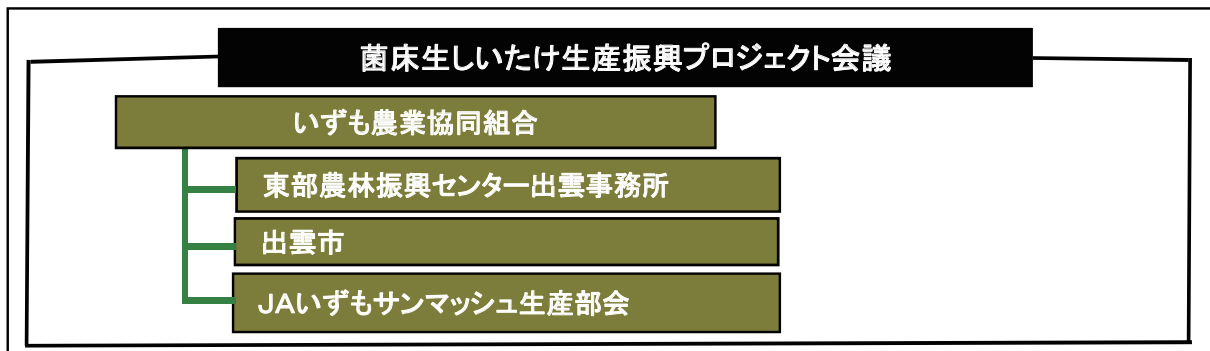 菌床生しいたけ生産振興プロジェクト会議
いずも農業協同組合
東部農林振興センター出雲事務所
出雲市
JAいずもサンマッシュ生産部会